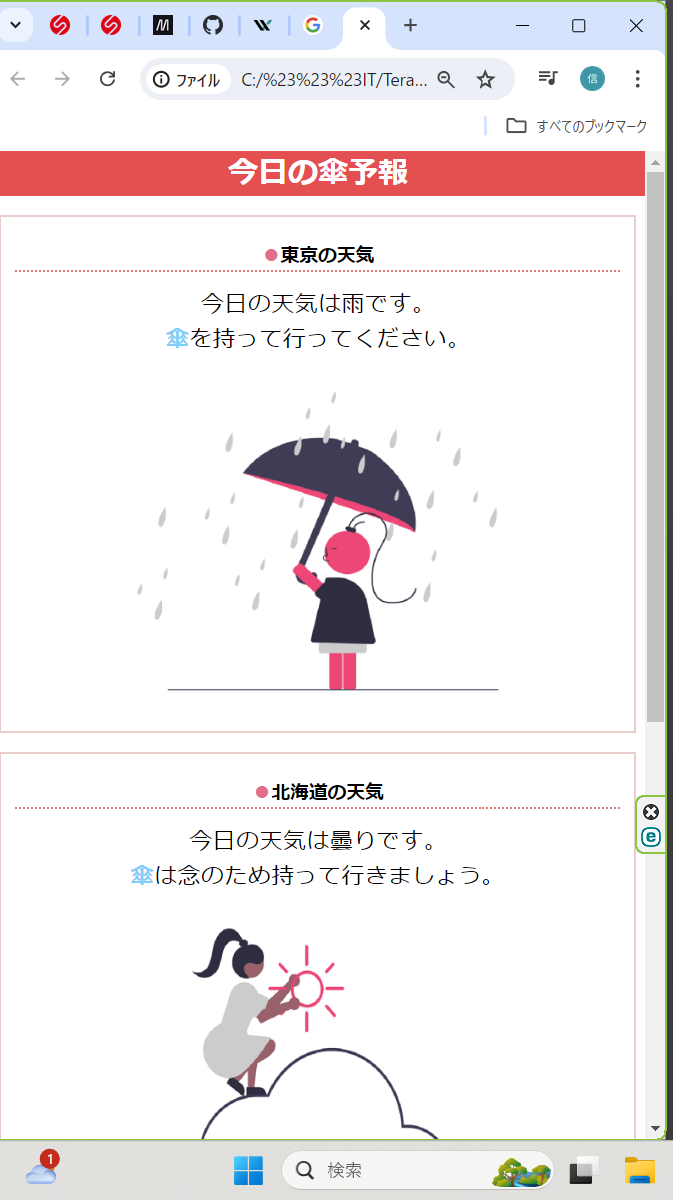 ファイル C:/%23%23%23IT/Tera...
信
すべてのブックマーク
今日の傘予報
東京の天気
今日の天気は雨です。
傘を持って行ってください。
北海道の天気
今日の天気は曇りです。
傘は念のため持って行きましょう。
1
検索